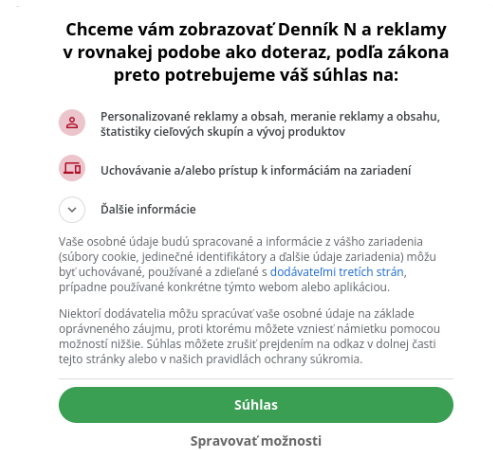 Chceme vám zobrazovať Denník N a reklamy
v rovnakej podobe ako doteraz, podľa zákona
preto potrebujeme váš súhlas na:
Personalizované reklamy a obsah, meranie reklamy a obsahu,
štatistiky cieľových skupín a vývoj produktov
Uchovávanie a/alebo prístup k informáciám na zariadení
Ďalšie informácie
Vaše osobné údaje budú spracované a informácie z vášho zariadenia
(súbory cookie, jedinečné identifikátory a ďalšie údaje zariadenia) môžu
byť uchovávané, používané a zdieľané s dodávateľmi tretích strán,
prípadne používané konkrétne týmto webom alebo aplikáciou.
Niektorí dodávatelia môžu spracúvať vaše osobné údaje na základe
oprávneného záujmu, proti ktorému môžete vzniesť námietku pomocou
možností nižšie. Súhlas môžete zrušiť prejdením na odkaz v dolnej časti
tejto stránky alebo v našich pravidlách ochrany súkromia.
Súhlas
Spravovať možnosti